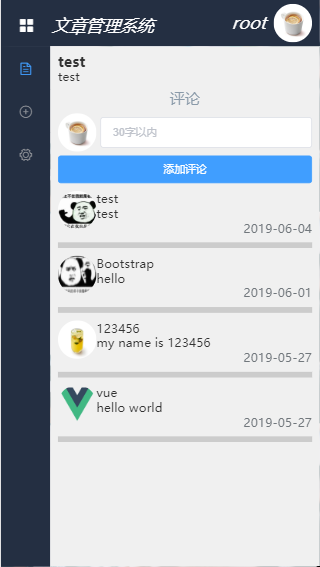 文章管理系统
root
test
test
评论
30字以内
添加评论
test
test
2019-06-04
Bootstrap
hello
2019-06-01
123456
my name is 123456
2019-05-27
vue
hello world
2019-05-27